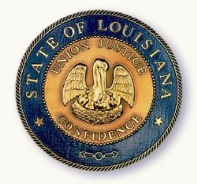 STATE OF LOUISIANA
UNION JUSTICE
CONFIDENCE